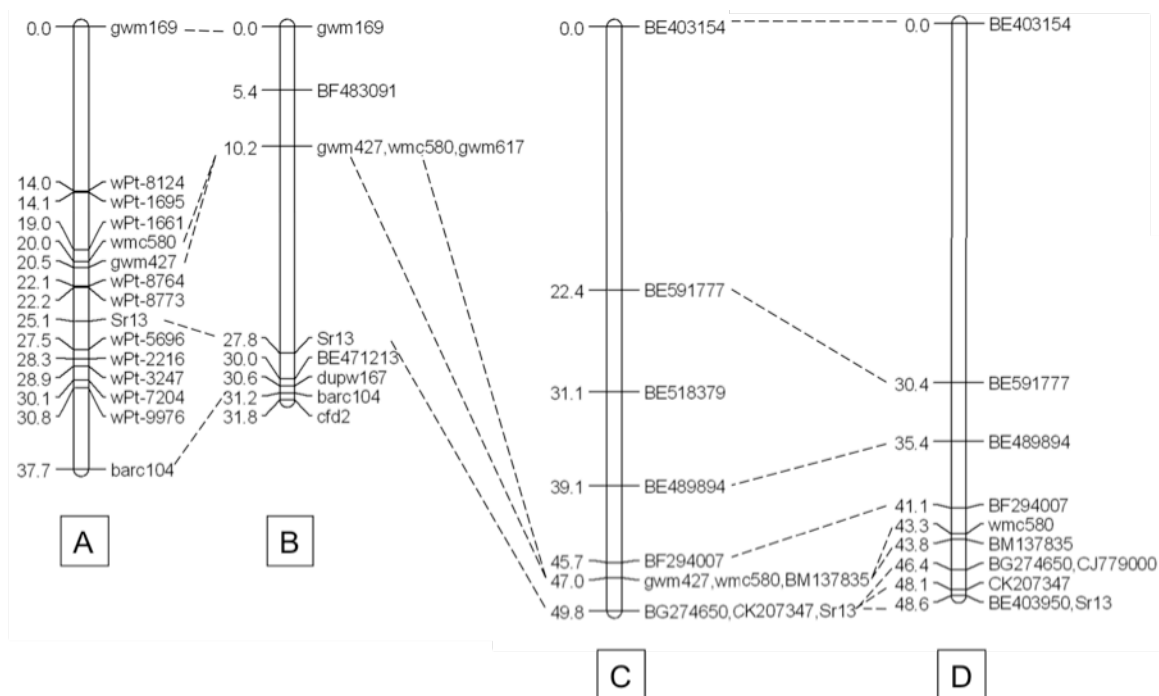 0.0 gwm169
14.0 wPt-8124
14.1 wPt-1695
19.0 wPt-1661
20.0 wmc580
20.5 gwm427
22.1 wPt-8764
22.2 wPt-8773
25.1 Sr13
27.5 wPt-5696
28.3 wPt-2216
28.9 wPt-3247
30.1 wPt-7204
30.8 wPt-9976
37.7 barc104
A
0.0 gwm169
5.4 BF483091
10.2 gwm427,wmc580,gwm617
27.8 Sr13
30.0 BE471213
30.6 dupw167
31.2 barc104
31.8 cfd2
B
0.0 BE403154
22.4 BE591777
31.1 BE518379
39.1 BE489894
45.7 BF294007
47.0 gwm427,wmc580,BM137835
49.8 BG274650,CK207347,Sr13
C
0.0 BE403154
30.4 BE591777
35.4 BE489894
41.1 BF294007
43.3 wmc580
43.8 BM137835
46.4 BG274650,CJ779000
48.1 CK207347
48.6 BE403950,Sr13
D